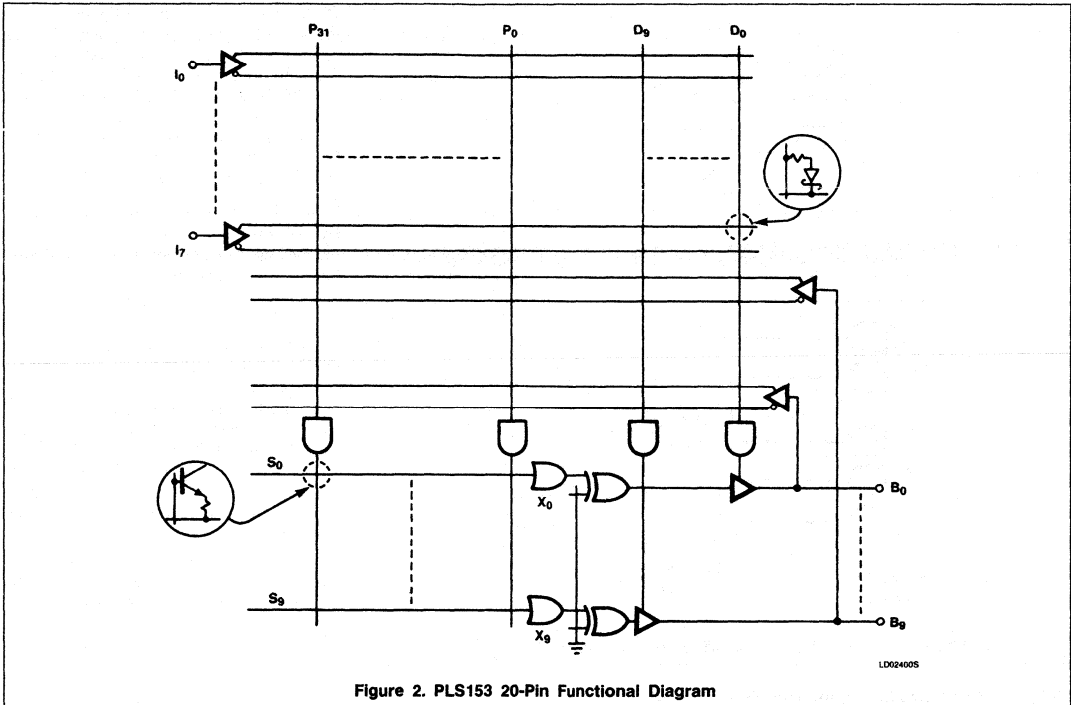 P31 P0 D9 D0
I0
I7
S0
X0
B0
S9
X9
B9
LD02400S
Figure 2. PLS153 20-Pin Functional Diagram